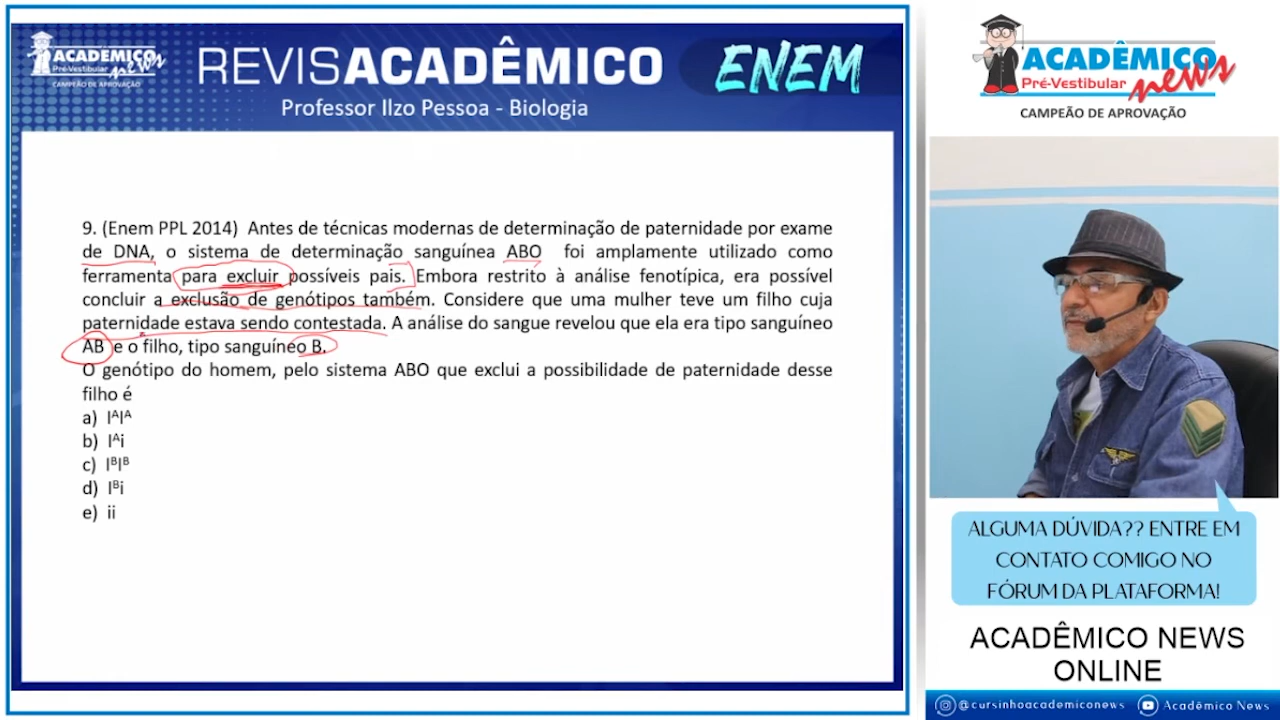 ACADÊMICO
Pré-Vestibular news
CAMPEÃO DE APROVAÇÃO
REVISACADÊMICO
ENEM
Professor Ilzo Pessoa - Biologia
9. (Enem PPL 2014) Antes de técnicas modernas de determinação de paternidade por exame
de DNA, o sistema de determinação sanguínea ABO foi amplamente utilizado como
ferramenta para excluir possíveis pais. Embora restrito à análise fenotípica, era possível
concluir a exclusão de genótipos também. Considere que uma mulher teve um filho cuja
paternidade estava sendo contestada. A análise do sangue revelou que ela era tipo sanguíneo
AB e o filho, tipo sanguíneo B.
O genótipo do homem, pelo sistema ABO que exclui a possibilidade de paternidade desse
filho é
a) IᴬIᴬ
b) Iᴬi
c) IᴮIᴮ
d) Iᴮi
e) ii
ACADÊMICO
Pré-Vestibular news
CAMPEÃO DE APROVAÇÃO
ALGUMA DÚVIDA?? ENTRE EM
CONTATO COMIGO NO
FÓRUM DA PLATAFORMA!
ACADÊMICO NEWS
ONLINE
@cursinhoacademiconews Acadêmico News